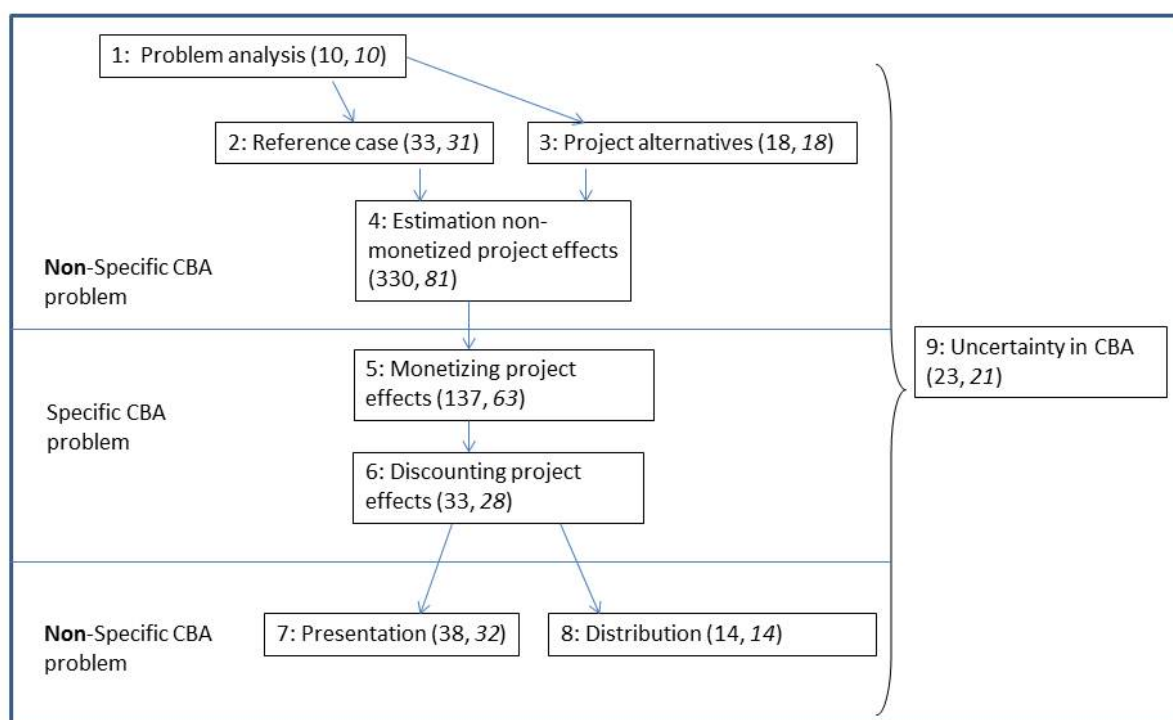 1: Problem analysis (10, 10)
2: Reference case (33, 31)
3: Project alternatives (18, 18)
4: Estimation non-
monetized project effects
(330, 81)
Non-Specific CBA
problem
5: Monetizing project
effects (137, 63)
Specific CBA
problem
6: Discounting project
effects (33, 28)
9: Uncertainty in CBA
(23, 21)
Non-Specific CBA
problem
7: Presentation (38, 32)
8: Distribution (14, 14)